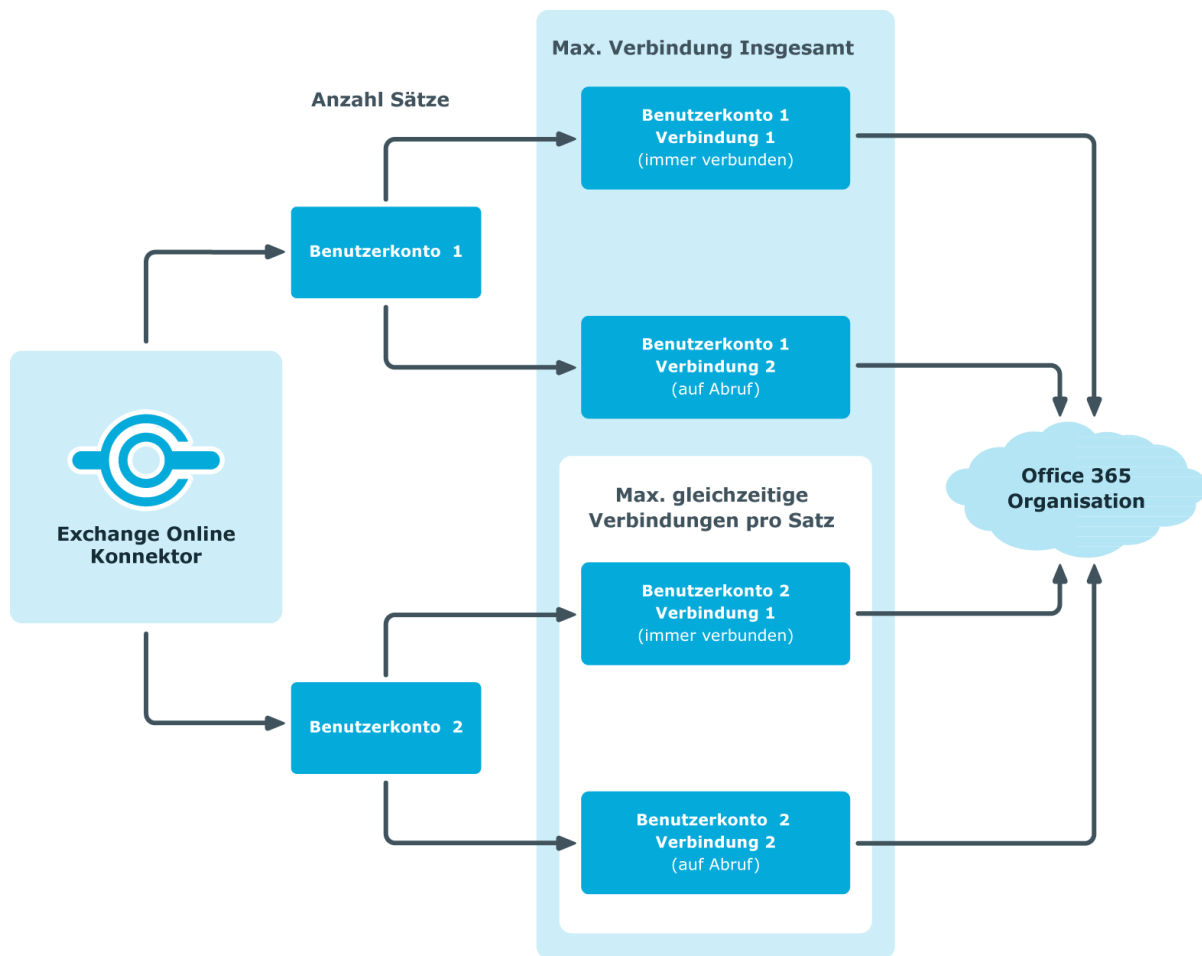 Max. Verbindung Insgesamt
Anzahl Sätze
Benutzerkonto 1
Verbindung 1
(immer verbunden)
Benutzerkonto 1
Benutzerkonto 1
Verbindung 2
(auf Abruf)
Exchange Online
Konnektor
Office 365
Organisation
Max. gleichzeitige
Verbindungen pro Satz
Benutzerkonto 2
Verbindung 1
(immer verbunden)
Benutzerkonto 2
Benutzerkonto 2
Verbindung 2
(auf Abruf)